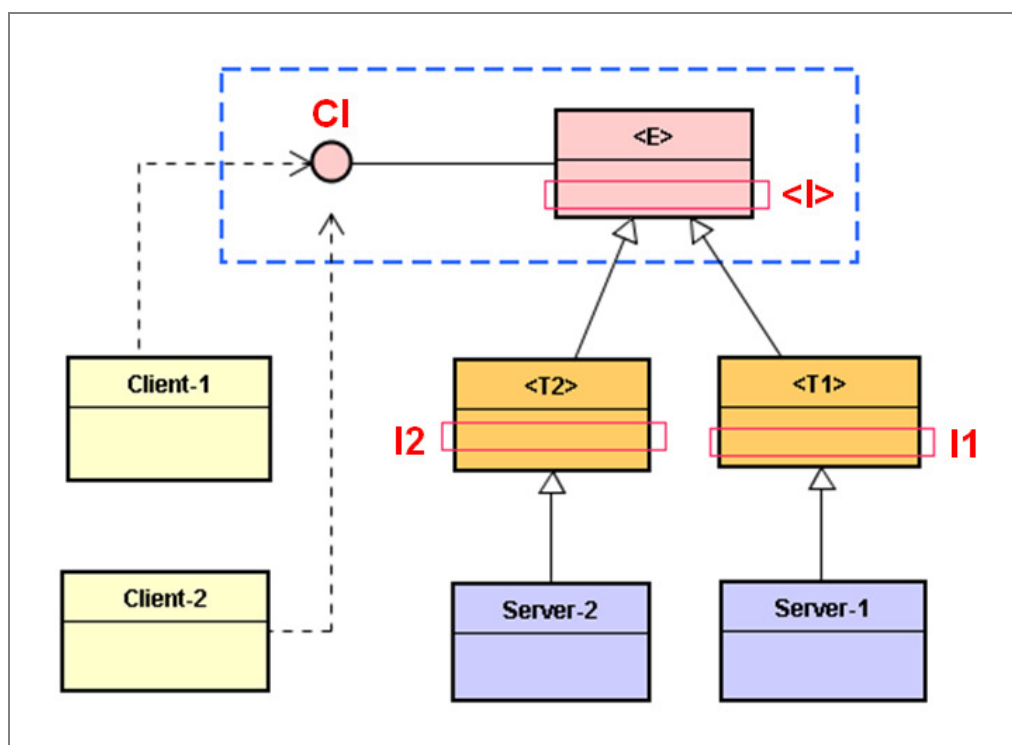 CI
<E>
<I>
Client-1
<T2>
<T1>
I2
I1
Client-2
Server-2
Server-1